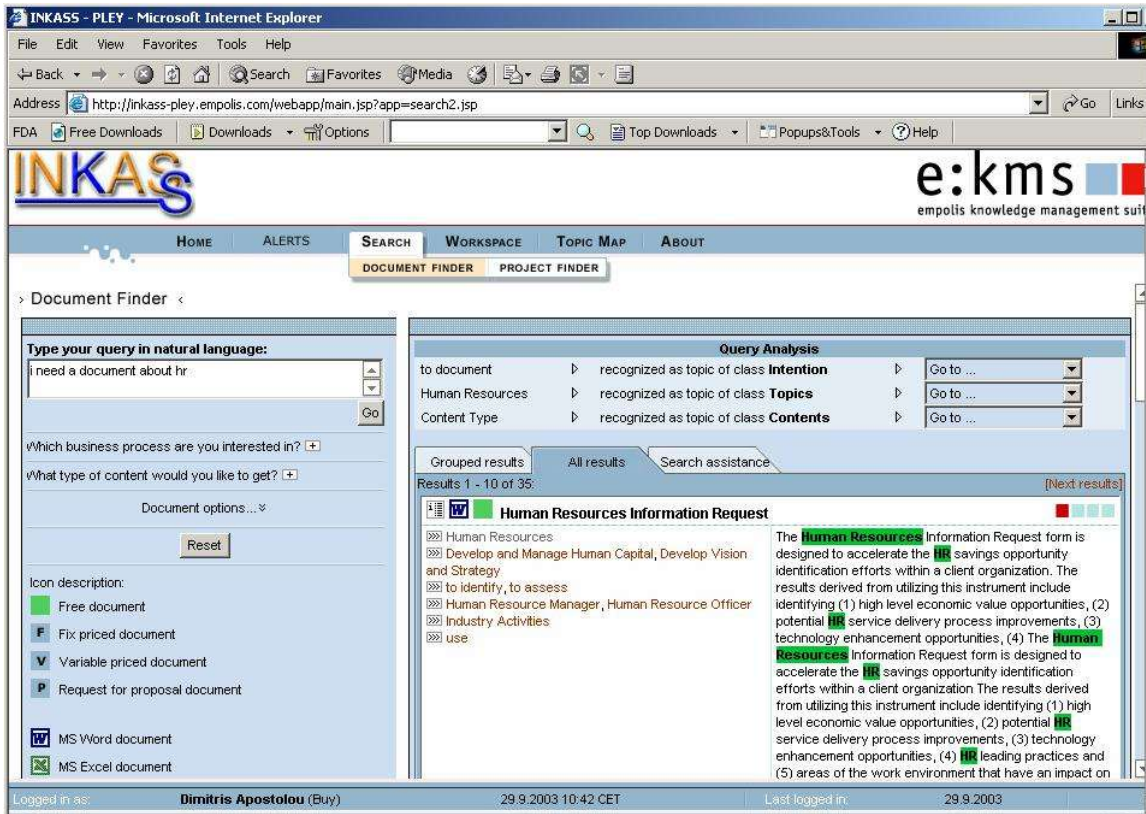 INKASS - PLEY - Microsoft Internet Explorer
File Edit View Favorites Tools Help
Back Search Favorites Media
Address http://inkass-pley.empolis.com/webapp/main.jsp?app=search2.jsp Go Links
FDA Free Downloads Downloads Options Top Downloads Popups&Tools Help
INKASS
e:kms
empolis knowledge management suit
HOME ALERTS SEARCH WORKSPACE TOPIC MAP ABOUT
DOCUMENT FINDER PROJECT FINDER
› Document Finder ‹
Type your query in natural language:
i need a document about hr
Go
Which business process are you interested in? +
What type of content would you like to get? +
Document options...
Reset
Icon description:
Free document
F Fix priced document
V Variable priced document
P Request for proposal document
W MS Word document
MS Excel document
Query Analysis
to document recognized as topic of class Intention Go to ...
Human Resources recognized as topic of class Topics Go to ...
Content Type recognized as topic of class Contents Go to ...
Grouped results All results Search assistance
Results 1 - 10 of 35: [Next results]
W Human Resources Information Request
Human Resources
Develop and Manage Human Capital, Develop Vision
and Strategy
to identify, to assess
Human Resource Manager, Human Resource Officer
Industry Activities
use
The Human Resources Information Request form is
designed to accelerate the HR savings opportunity
identification efforts within a client organization. The
results derived from utilizing this instrument include
identifying (1) high level economic value opportunities, (2)
potential HR service delivery process improvements, (3)
technology enhancement opportunities, (4) The Human
Resources Information Request form is designed to
accelerate the HR savings opportunity identification
efforts within a client organization The results derived
from utilizing this instrument include identifying (1) high
level economic value opportunities, (2) potential HR
service delivery process improvements, (3) technology
enhancement opportunities, (4) HR leading practices and
(5) areas of the work environment that have an impact on
Logged in as: Dimitris Apostolou (Buy) 29.9.2003 10:42 CET Last logged in: 29.9.2003